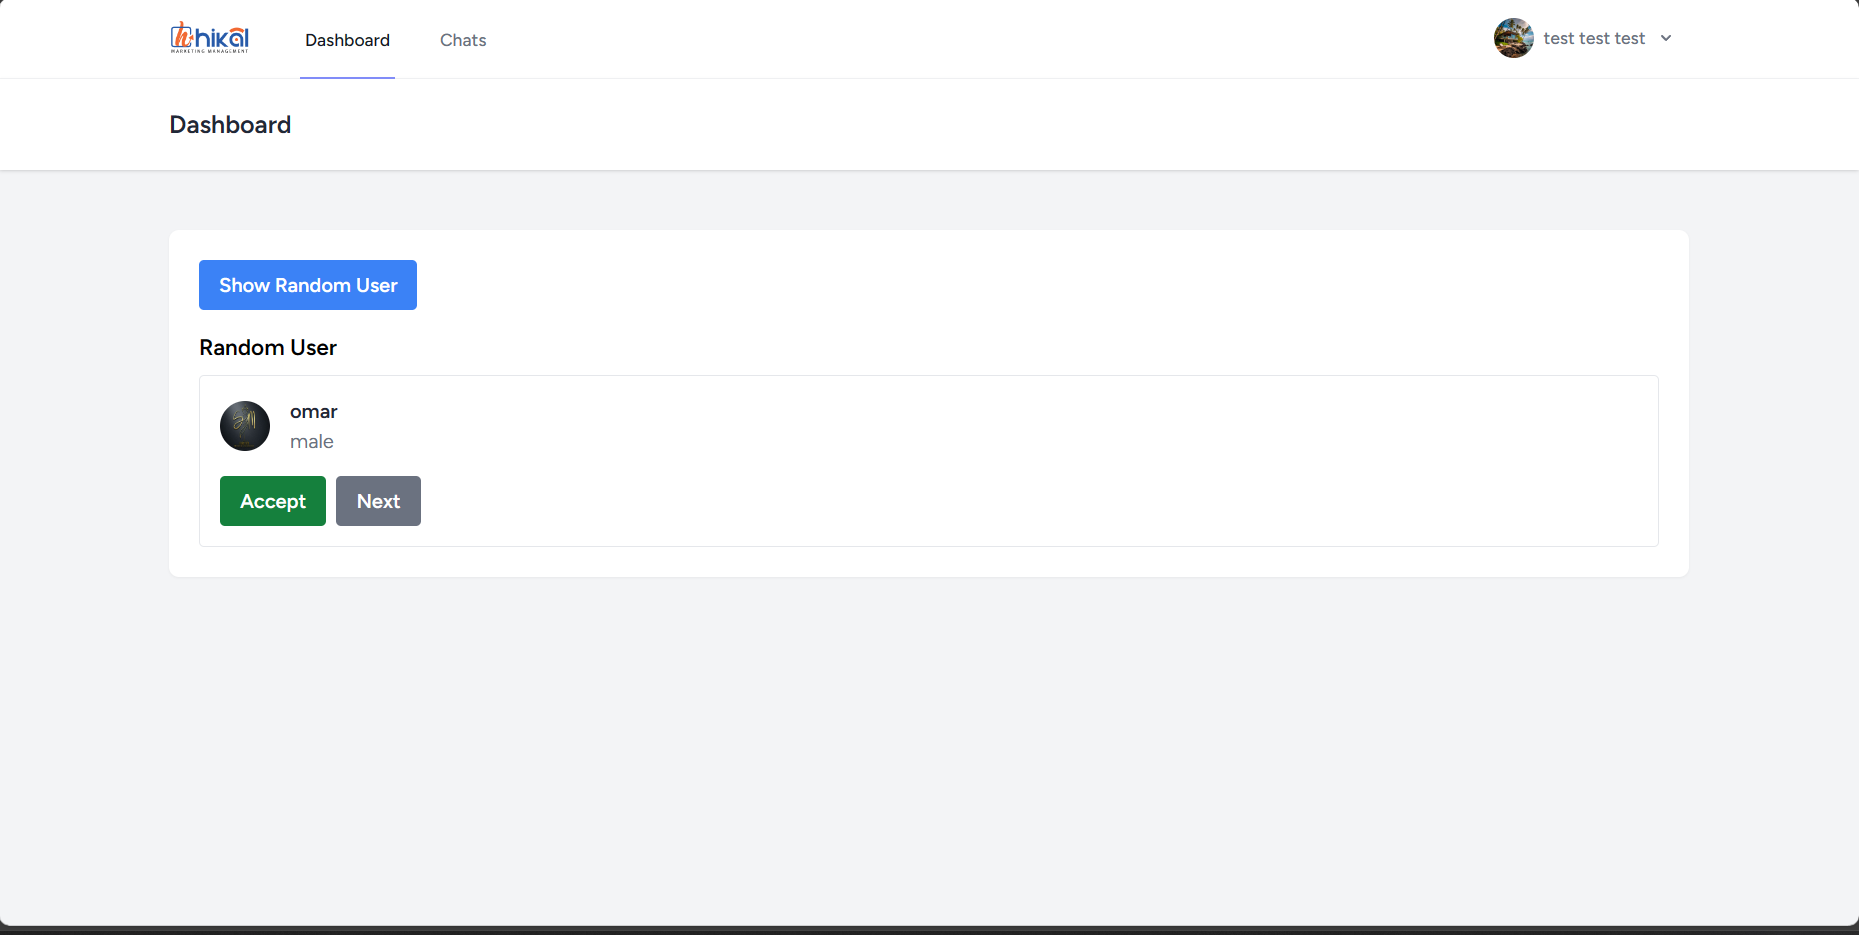 hikal
MARKETING MANAGEMENT
Dashboard
Chats
test test test
Dashboard
Show Random User
Random User
omar
male
Accept
Next